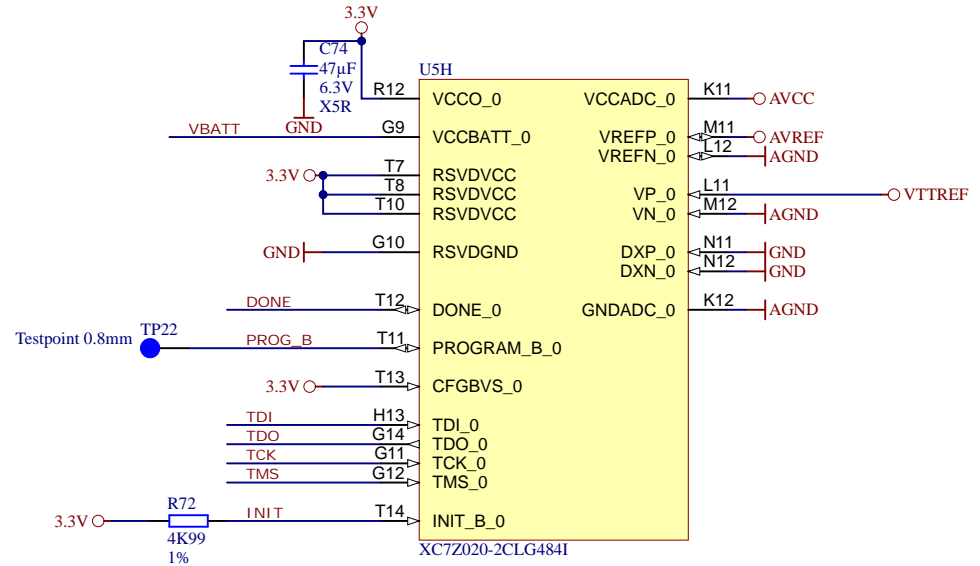 3.3V
C74
47µF
6.3V
X5R
GND
U5H
R12 VCCO_0 VCCADC_0 K11 AVCC
VBATT G9 VCCBATT_0 VREFP_0 M11 AVREF
VREFN_0 L12 AGND
3.3V T7 RSVDVCC
T8 RSVDVCC VP_0 L11 VTTREF
T10 RSVDVCC VN_0 M12 AGND
GND G10 RSVDGND DXP_0 N11 GND
DXN_0 N12 GND
DONE T12 DONE_0 GNDADC_0 K12 AGND
Testpoint 0.8mm TP22 PROG_B T11 PROGRAM_B_0
3.3V T13 CFGBVS_0
TDI H13 TDI_0
TDO G14 TDO_0
TCK G11 TCK_0
TMS G12 TMS_0
R72
3.3V INIT T14 INIT_B_0
4K99
1%
XC7Z020-2CLG484I